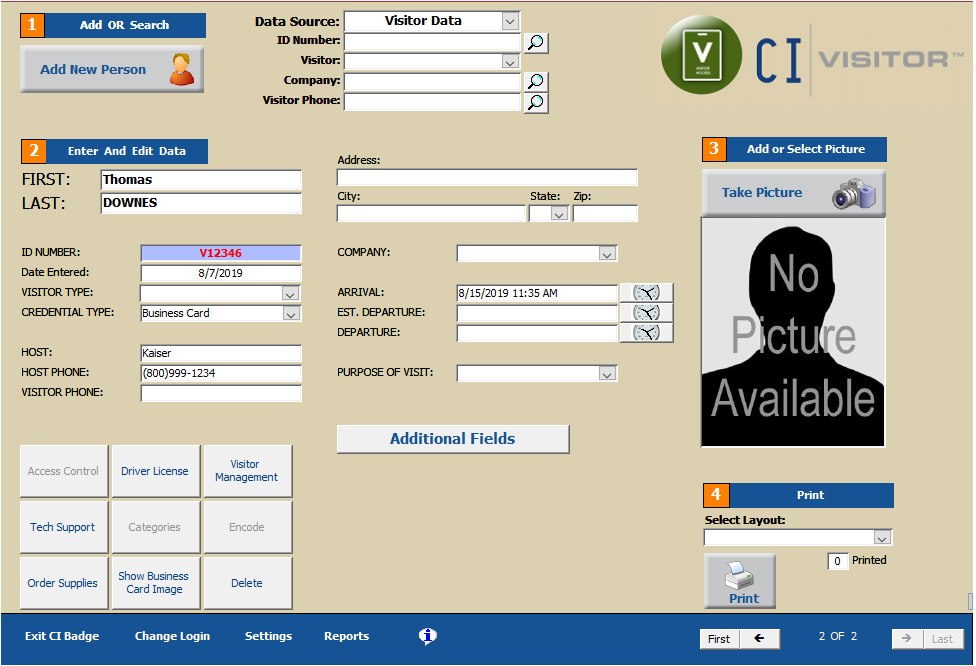 1 Add OR Search
Add New Person
Data Source: Visitor Data
ID Number:
Visitor:
Company:
Visitor Phone:
V
VISITOR
ACCESS
CI VISITOR™
2 Enter And Edit Data
FIRST: Thomas
LAST: DOWNES
ID NUMBER: V12346
Date Entered: 8/7/2019
VISITOR TYPE:
CREDENTIAL TYPE: Business Card
HOST: Kaiser
HOST PHONE: (800)999-1234
VISITOR PHONE:
Address:
City: State: Zip:
COMPANY:
ARRIVAL: 8/15/2019 11:35 AM
EST. DEPARTURE:
DEPARTURE:
PURPOSE OF VISIT:
Additional Fields
3 Add or Select Picture
Take Picture
No
Picture
Available
Access Control Driver License Visitor Management
Tech Support Categories Encode
Order Supplies Show Business Card Image Delete
4 Print
Select Layout:
0 Printed
Print
Exit CI Badge Change Login Settings Reports i First 2 OF 2 Last